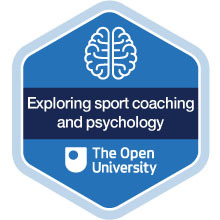 Exploring sport coaching
and psychology
The Open
University